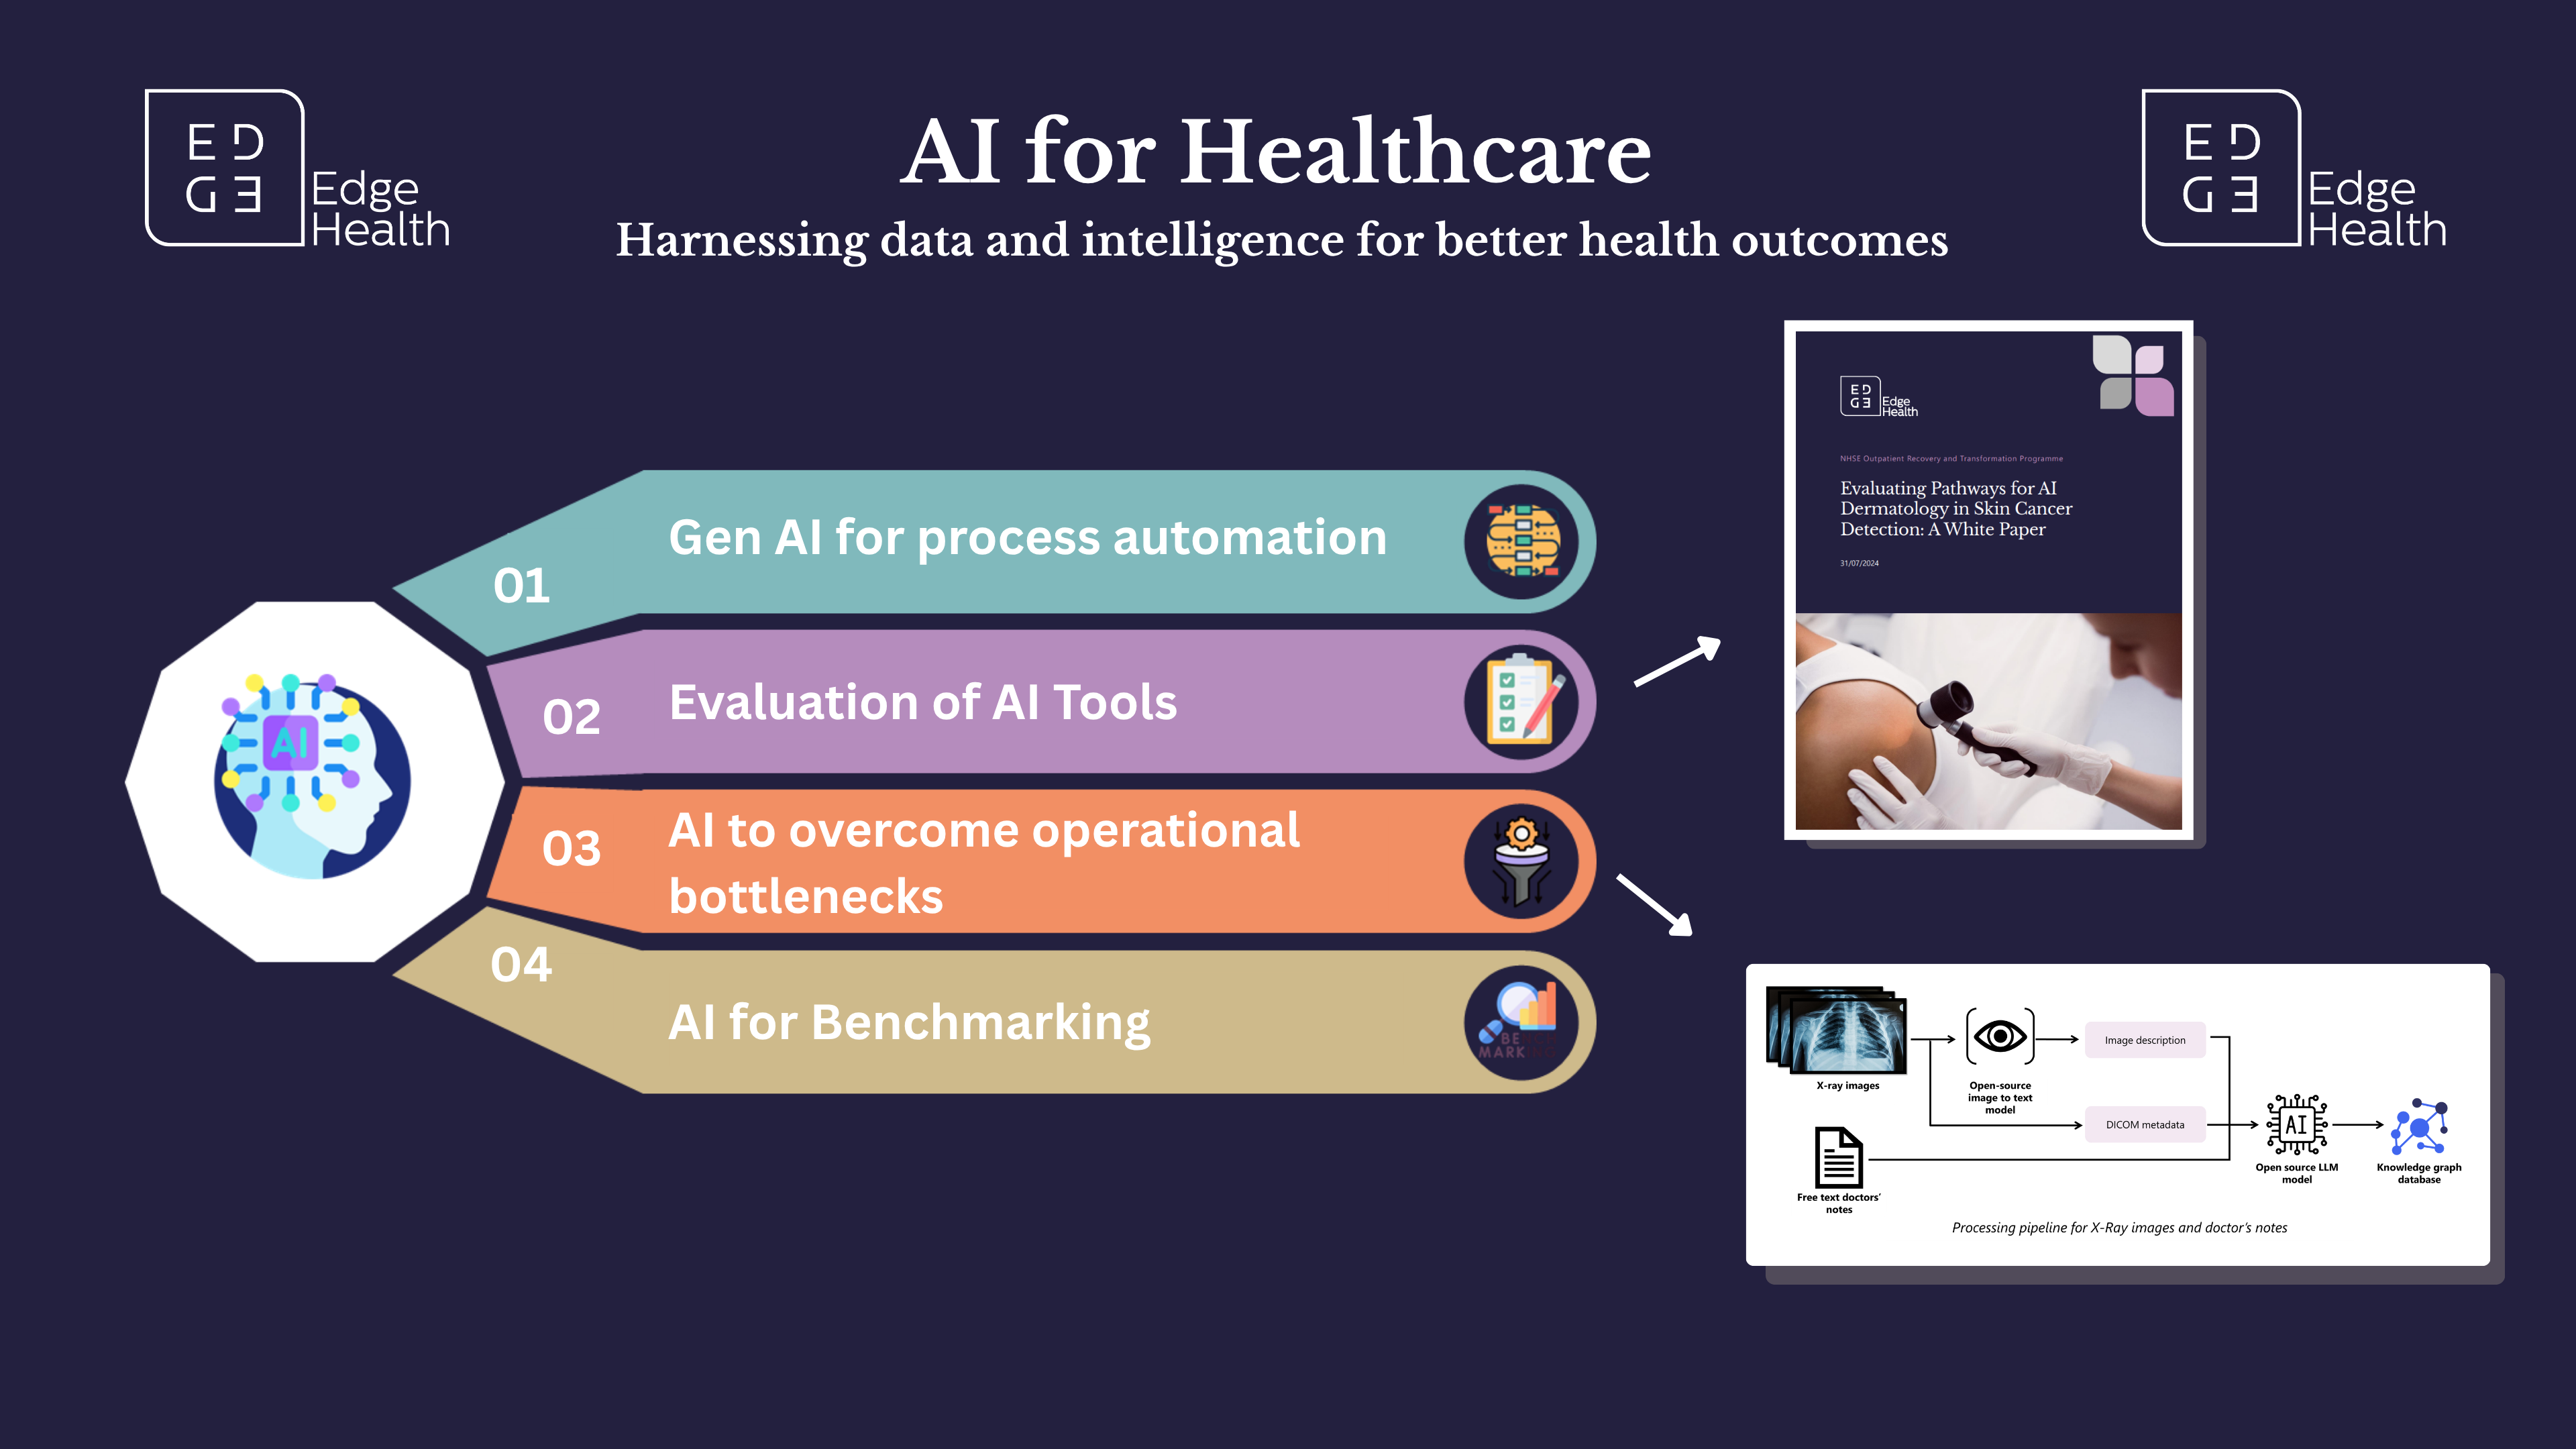 E D
G E
Edge
Health
AI for Healthcare
Harnessing data and intelligence for better health outcomes
E D
G E
Edge
Health
01
Gen AI for process automation
02
Evaluation of AI Tools
03
AI to overcome operational
bottlenecks
04
AI for Benchmarking
AI
BENCH
MARKING
E D
G E
Edge
Health
NHSE Outpatient Recovery and Transformation Programme
Evaluating Pathways for AI
Dermatology in Skin Cancer
Detection: A White Paper
31/07/2024
X-ray images
Open-source
image to text
model
Image description
DICOM metadata
Free text doctors'
notes
AI
Open source LLM
model
Knowledge graph
database
Processing pipeline for X-Ray images and doctor's notes